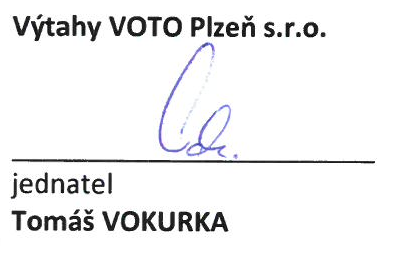 Výtahy VOTO Plzeň s.r.o.
jednatel
Tomáš VOKURKA